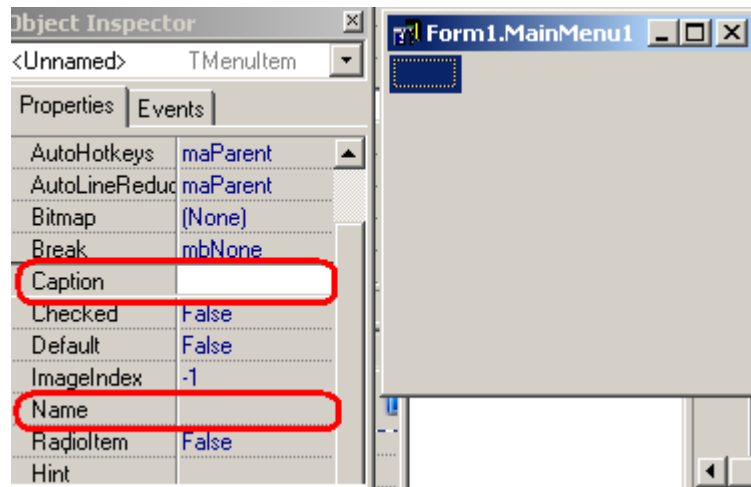 Object Inspector
<Unnamed> TMenuItem
Properties Events
AutoHotkeys maParent
AutoLineReduc maParent
Bitmap (None)
Break mbNone
Caption
Checked False
Default False
ImageIndex -1
Name
RadioItem False
Hint
Form1.MainMenu1